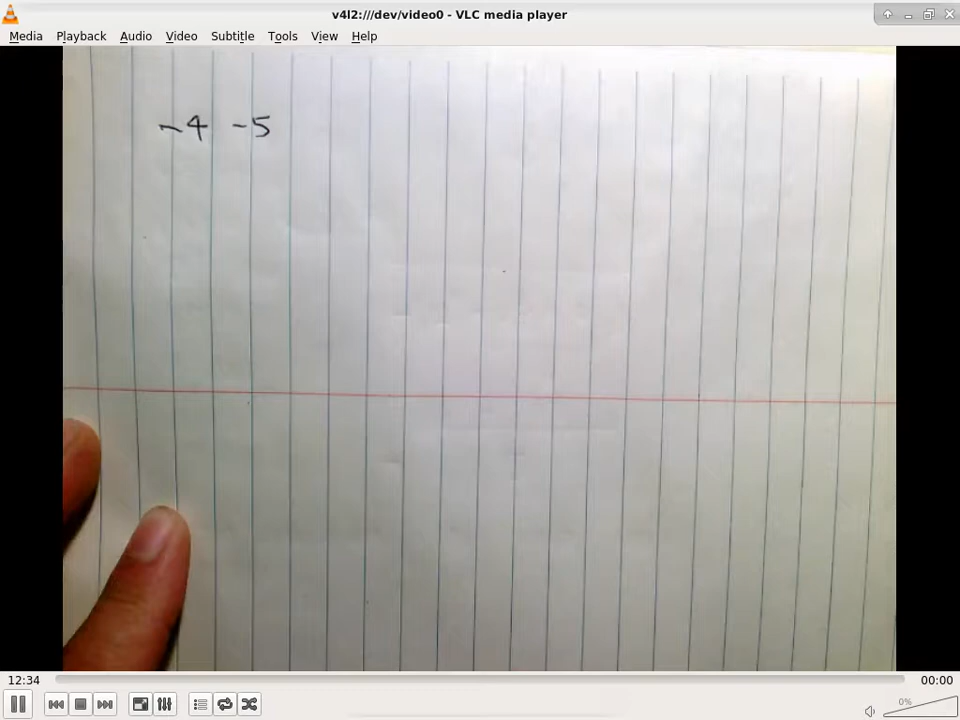 v4l2:///dev/video0 - VLC media player
Media Playback Audio Video Subtitle Tools View Help
-4 -5
12:34 00:00
0%